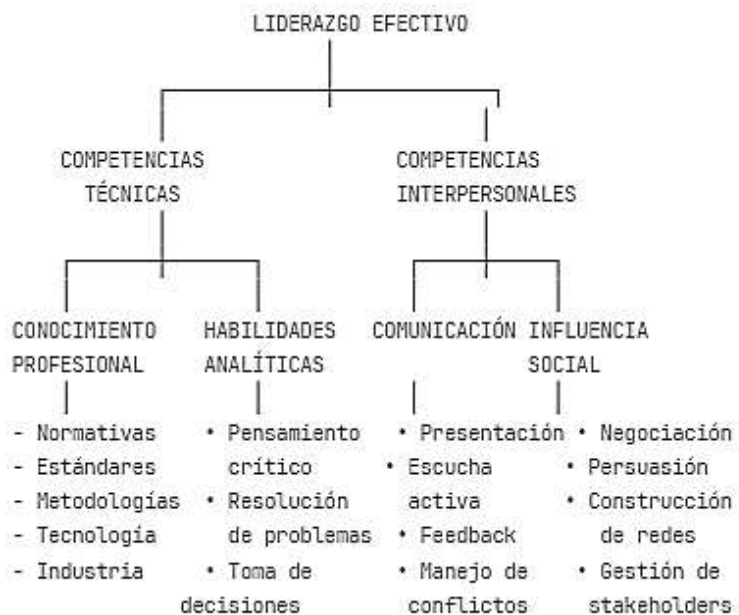 LIDERAZGO EFECTIVO
COMPETENCIAS
TÉCNICAS
COMPETENCIAS
INTERPERSONALES
CONOCIMIENTO
PROFESIONAL
HABILIDADES
ANALÍTICAS
COMUNICACIÓN
INFLUENCIA
SOCIAL
- Normativas
- Estándares
- Metodologías
- Tecnología
- Industria
• Pensamiento
crítico
• Resolución
de problemas
• Toma de
decisiones
• Presentación
• Escucha
activa
• Feedback
• Manejo de
conflictos
• Negociación
• Persuasión
• Construcción
de redes
• Gestión de
stakeholders